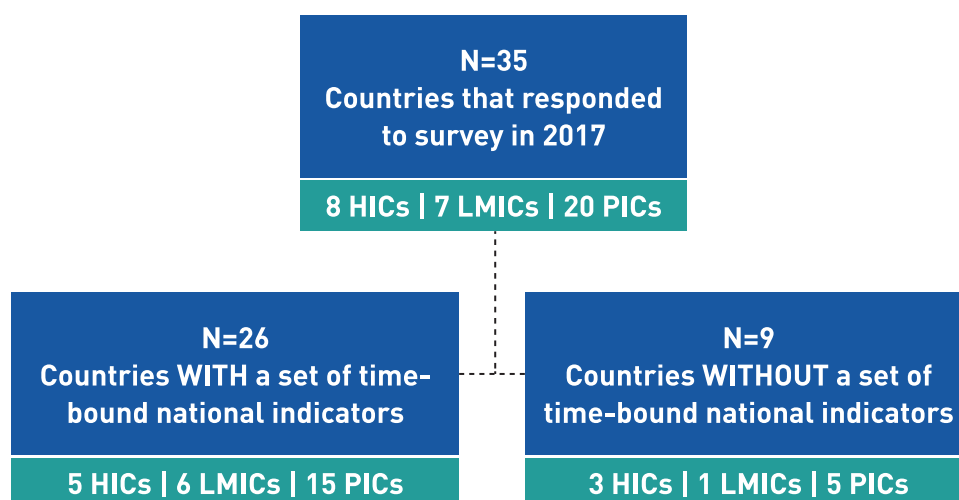 N=35
Countries that responded
to survey in 2017
8 HICs | 7 LMICs | 20 PICs
N=26
Countries WITH a set of time-
bound national indicators
5 HICs | 6 LMICs | 15 PICs
N=9
Countries WITHOUT a set of
time-bound national indicators
3 HICs | 1 LMICs | 5 PICs